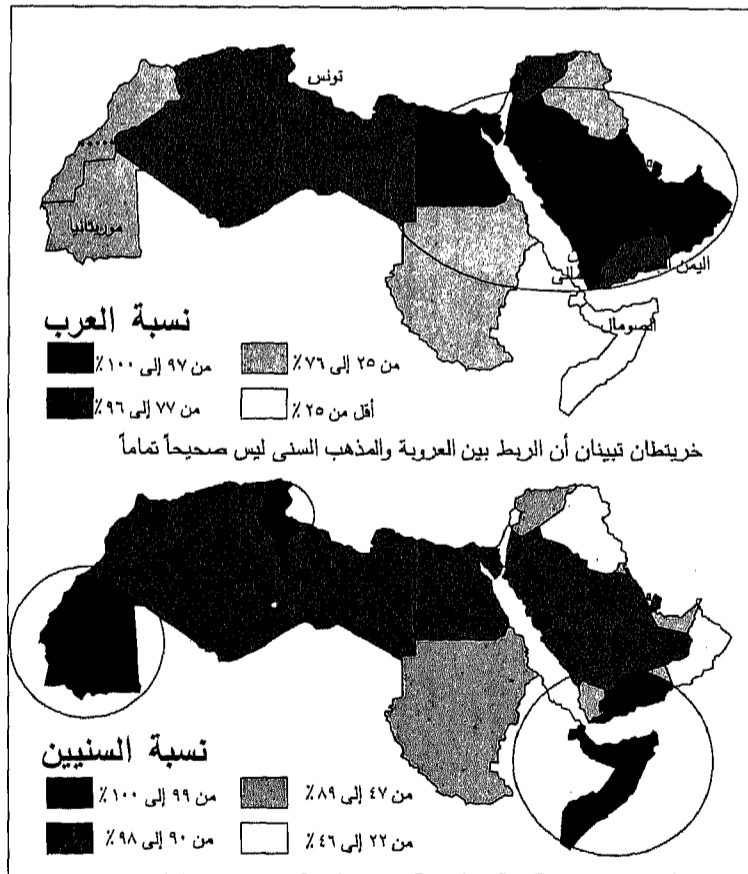 تونس
موريتانيا
اليمن
إلى
الصومال
نسبة العرب
من ٩٧ إلى ١٠٠ ٪
من ٢٥ إلى ٧٦ ٪
من ٧٧ إلى ٩٦ ٪
أقل من ٢٥ ٪
خريتطان تبينان أن الربط بين العروبة والمذهب السنى ليس صحيحاً تماماً
نسبة السنيين
من ٩٩ إلى ١٠٠ ٪
من ٤٧ إلى ٨٩ ٪
من ٩٠ إلى ٩٨ ٪
من ٢٢ إلى ٤٦ ٪